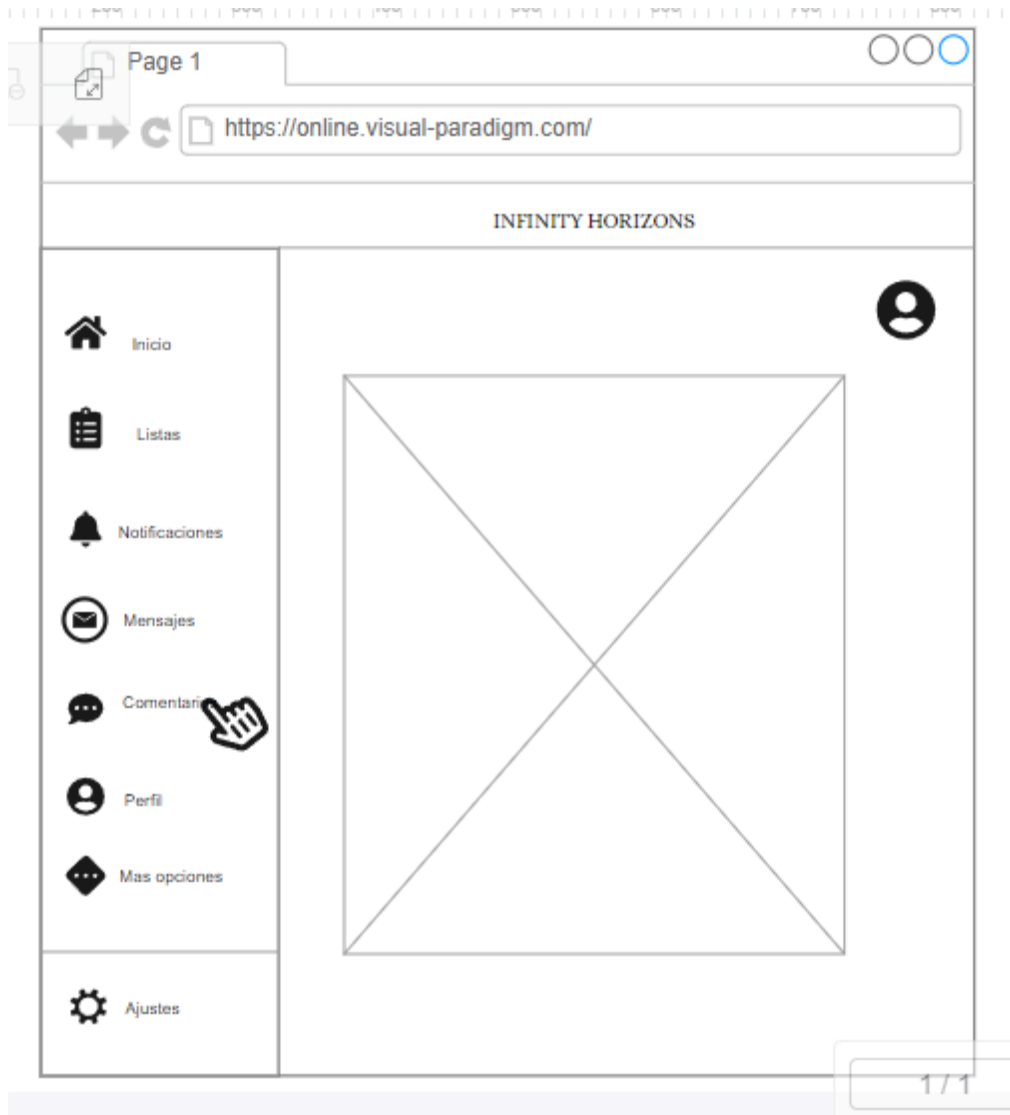 Page 1
https://online.visual-paradigm.com/
INFINITY HORIZONS
Inicio
Listas
Notificaciones
Mensajes
Perfil
Mas opciones
Ajustes
1 / 1